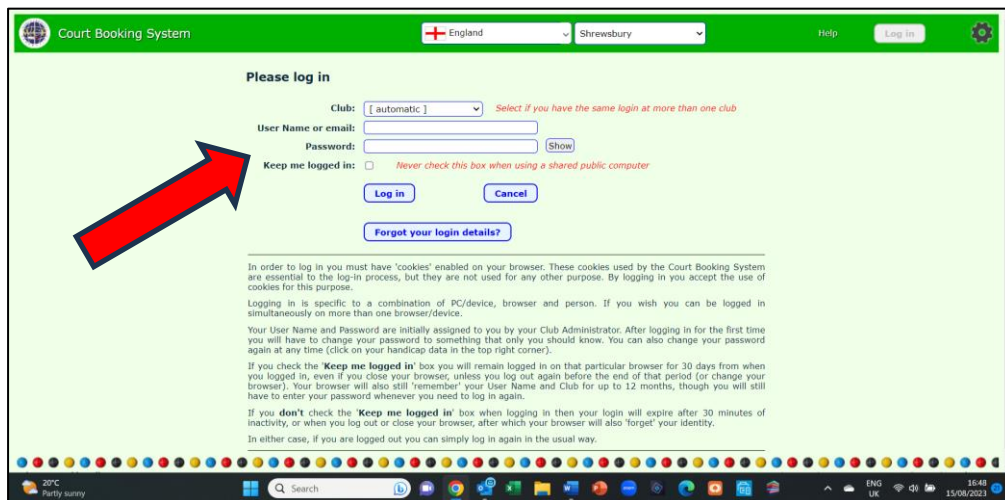 Court Booking System
England
Shrewsbury
Help
Log in
Please log in
Club:
[ automatic ]
Select if you have the same login at more than one club
User Name or email:
Password:
Show
Keep me logged in:
Never check this box when using a shared public computer
Log in
Cancel
Forgot your login details?
In order to log in you must have 'cookies' enabled on your browser. These cookies used by the Court Booking System
are essential to the log-in process, but they are not used for any other purpose. By logging in you accept the use of
cookies for this purpose.
Logging in is specific to a combination of PC/device, browser and person. If you wish you can be logged in
simultaneously on more than one browser/device.
Your User Name and Password are initially assigned to you by your Club Administrator. After logging in for the first time
you will have to change your password to something that only you should know. You can also change your password
again at any time (click on your handicap data in the top right corner).
If you check the 'Keep me logged in' box you will remain logged in on that particular browser for 30 days from when
you logged in, even if you close your browser, unless you log out again before the end of that period (or change your
browser). Your browser will also still 'remember' your User Name and Club for up to 12 months, though you will still
have to enter your password whenever you need to log in again.
If you don't check the 'Keep me logged in' box when logging in then your login will expire after 30 minutes of
inactivity, or when you log out or close your browser, after which your browser will also 'forget' your identity.
In either case, if you are logged out you can simply log in again in the usual way.
20°C
Partly sunny
Search
ENG
UK
16:48
15/08/2023